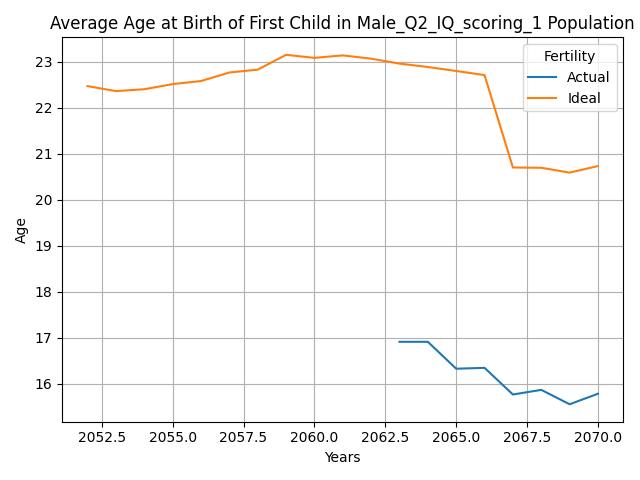 Average Age at Birth of First Child in Male_Q2_IQ_scoring_1 Population
Fertility
Actual
Ideal
23
22
21
20
19
18
17
16
Age
2052.5 2055.0 2057.5 2060.0 2062.5 2065.0 2067.5 2070.0
Years